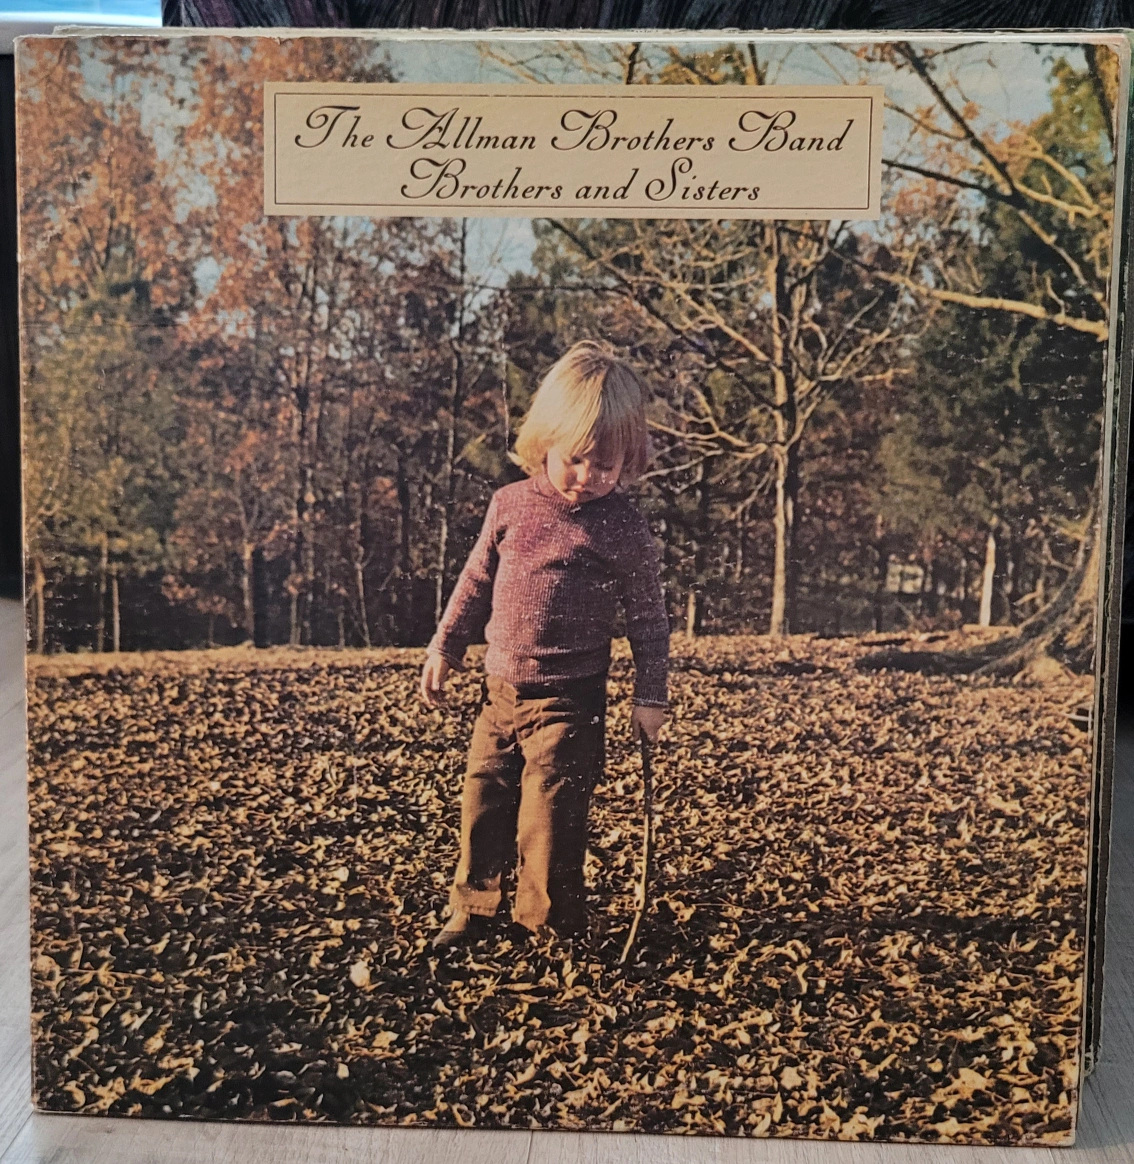 The Allman Brothers Band
Brothers and Sisters